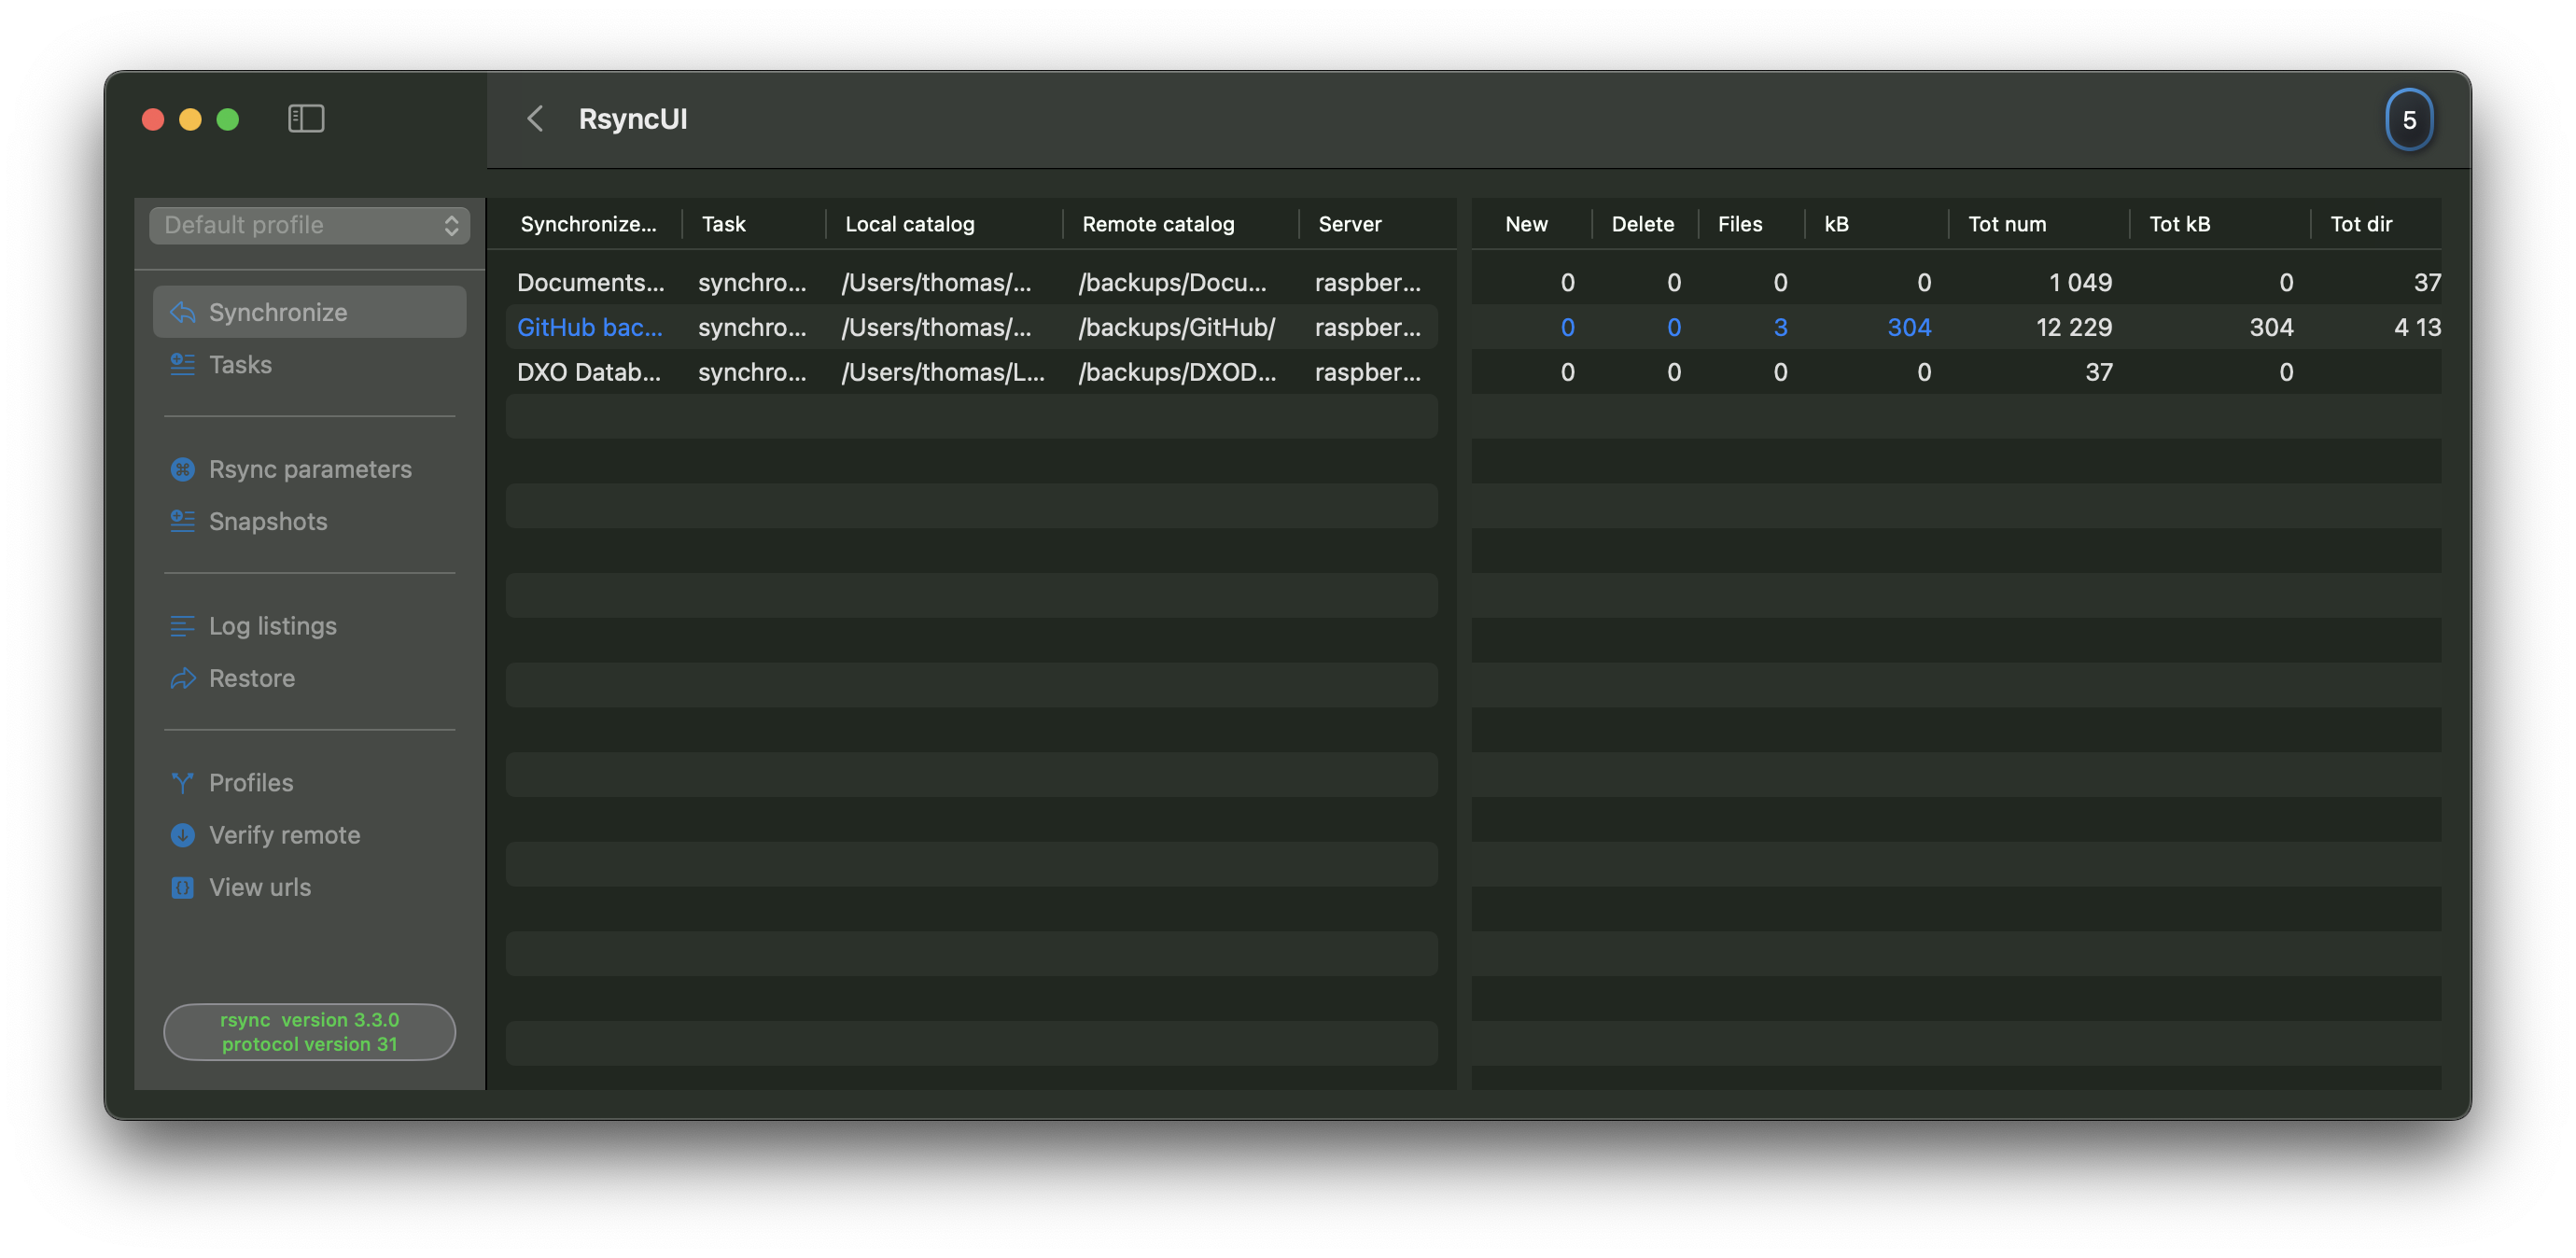 RsyncUI
5
Default profile
Synchronize
Tasks
Rsync parameters
Snapshots
Log listings
Restore
Profiles
Verify remote
View urls
rsync  version 3.3.0
protocol version 31
Synchronize... Task Local catalog Remote catalog Server New Delete Files kB Tot num Tot kB Tot dir
Documents... synchro... /Users/thomas/... /backups/Docu... raspber... 0 0 0 0 1 049 0 37
GitHub bac... synchro... /Users/thomas/... /backups/GitHub/ raspber... 0 0 3 304 12 229 304 4 13
DXO Datab... synchro... /Users/thomas/L... /backups/DXOD... raspber... 0 0 0 0 37 0